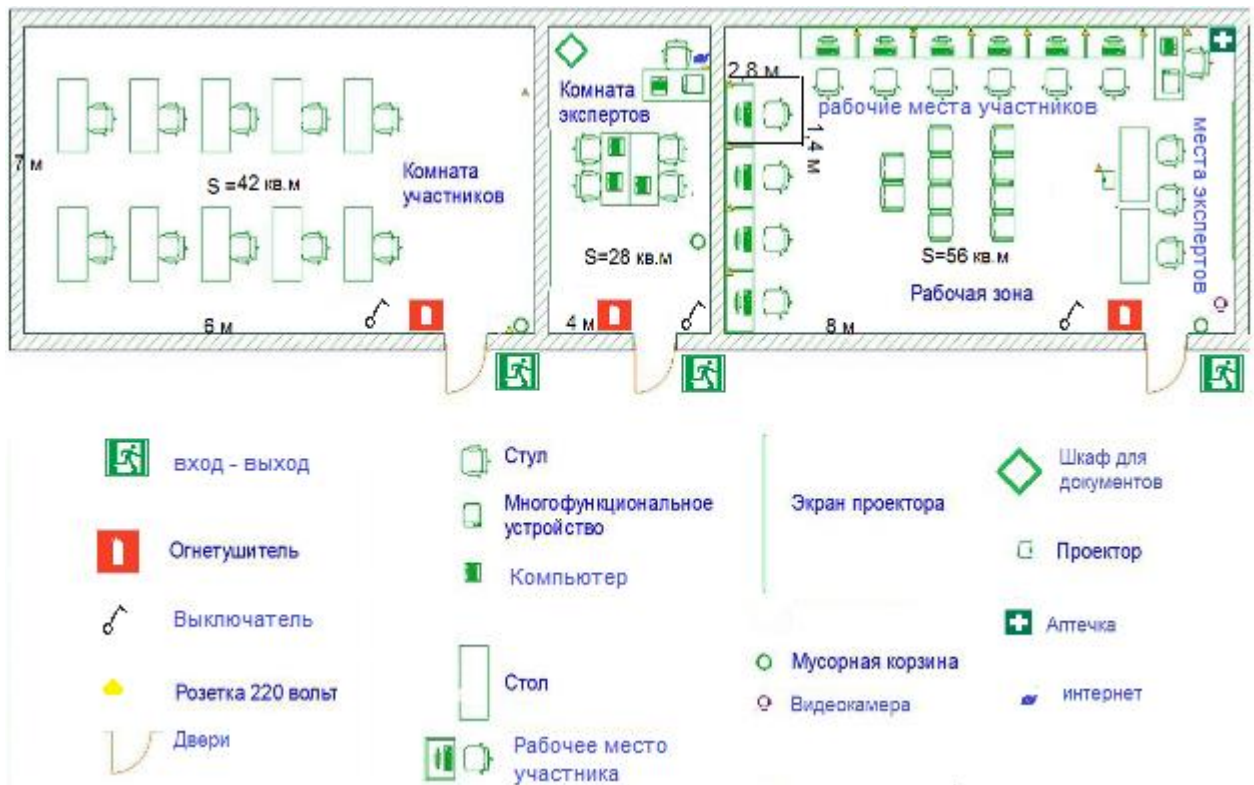 2,8 м
Комната
экспертов
рабочие места участников
1,4 м
места экспертов
7 м
S =42 кв.м
Комната
участников
S=28 кв.м
S=56 кв.м
Рабочая зона
6 м
4 м
8 м
вход - выход
Огнетушитель
Выключатель
Розетка 220 вольт
Двери
Стул
Многофункциональное
устройство
Компьютер
Стол
Рабочее место
участника
Экран проектора
Мусорная корзина
Видеокамера
Шкаф для
документов
Проектор
Аптечка
интернет